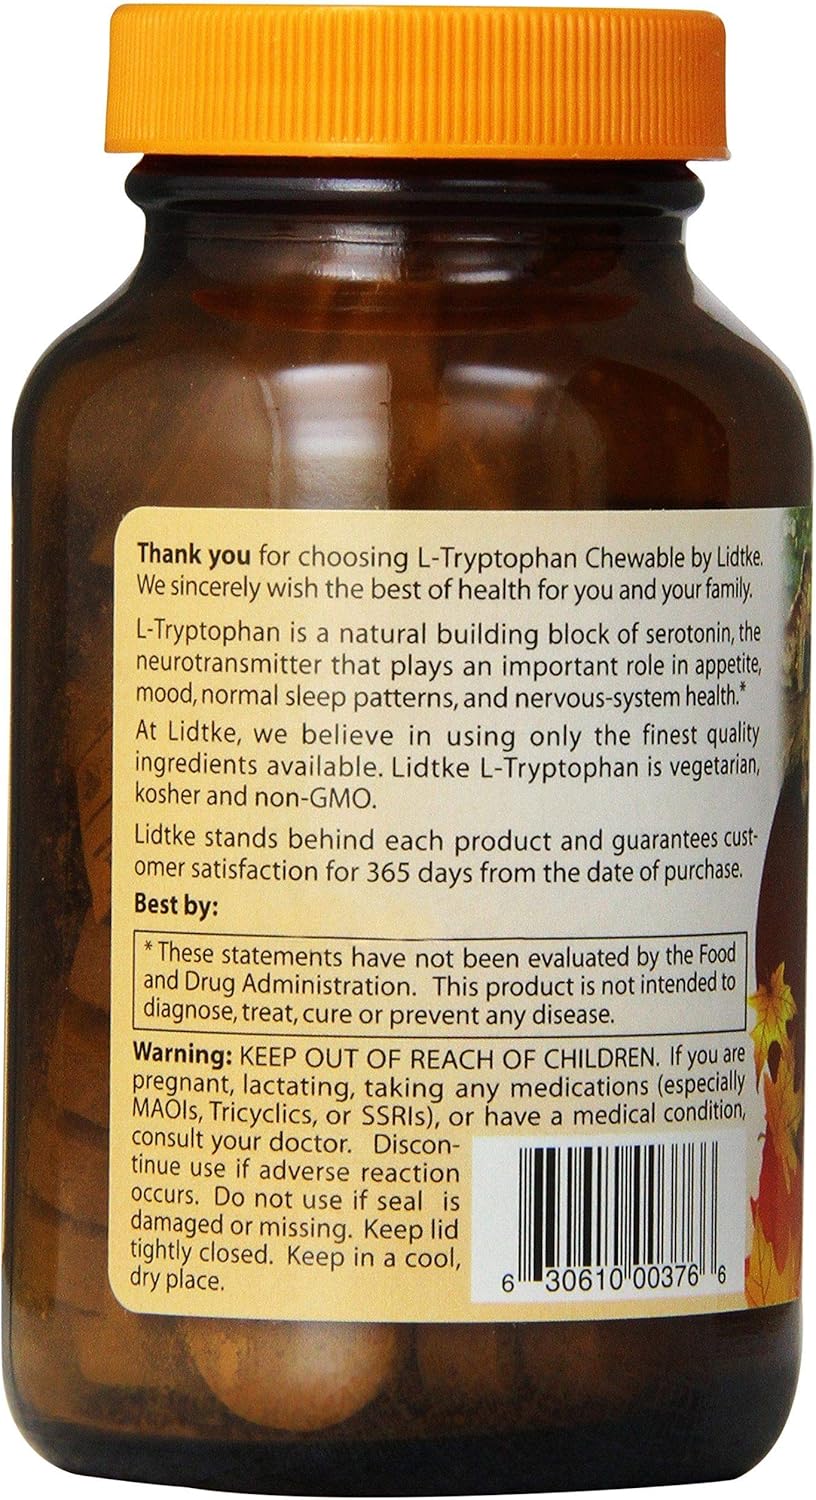 Thank you for choosing L-Tryptophan Chewable by Lidtke.
We sincerely wish the best of health for you and your family.
L-Tryptophan is a natural building block of serotonin, the
neurotransmitter that plays an important role in appetite,
mood, normal sleep patterns, and nervous-system health.*
At Lidtke, we believe in using only the finest quality
ingredients available. Lidtke L-Tryptophan is vegetarian,
kosher and non-GMO.
Lidtke stands behind each product and guarantees cust-
omer satisfaction for 365 days from the date of purchase.
Best by:
* These statements have not been evaluated by the Food
and Drug Administration. This product is not intended to
diagnose, treat, cure or prevent any disease.
Warning: KEEP OUT OF REACH OF CHILDREN. If you are
pregnant, lactating, taking any medications (especially
MAOIs, Tricyclics, or SSRIs), or have a medical condition,
consult your doctor. Discon-
tinue use if adverse reaction
occurs. Do not use if seal is
damaged or missing. Keep lid
tightly closed. Keep in a cool,
dry place.
6 30610 00376 6